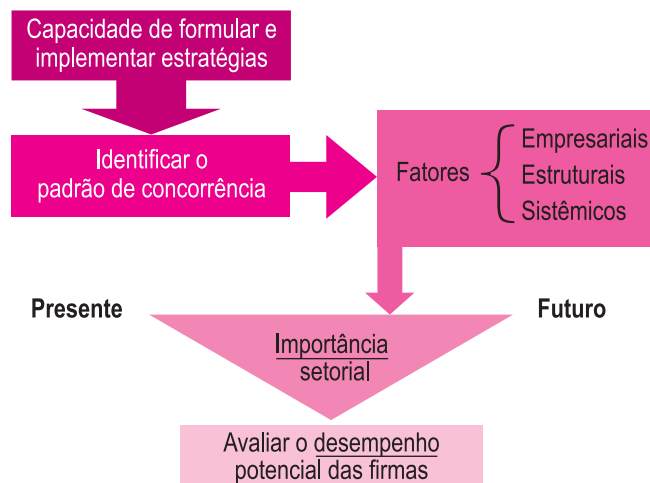 Capacidade de formular e
implementar estratégias
Identificar o
padrão de concorrência
Fatores
Empresariais
Estruturais
Sistêmicos
Presente
Futuro
Importância
setorial
Avaliar o desempenho
potencial das firmas